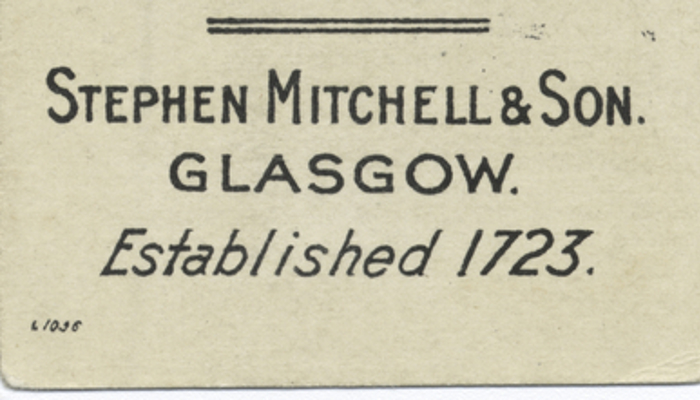 STEPHEN MITCHELL & SON.
GLASGOW.
Established 1723.
L1036